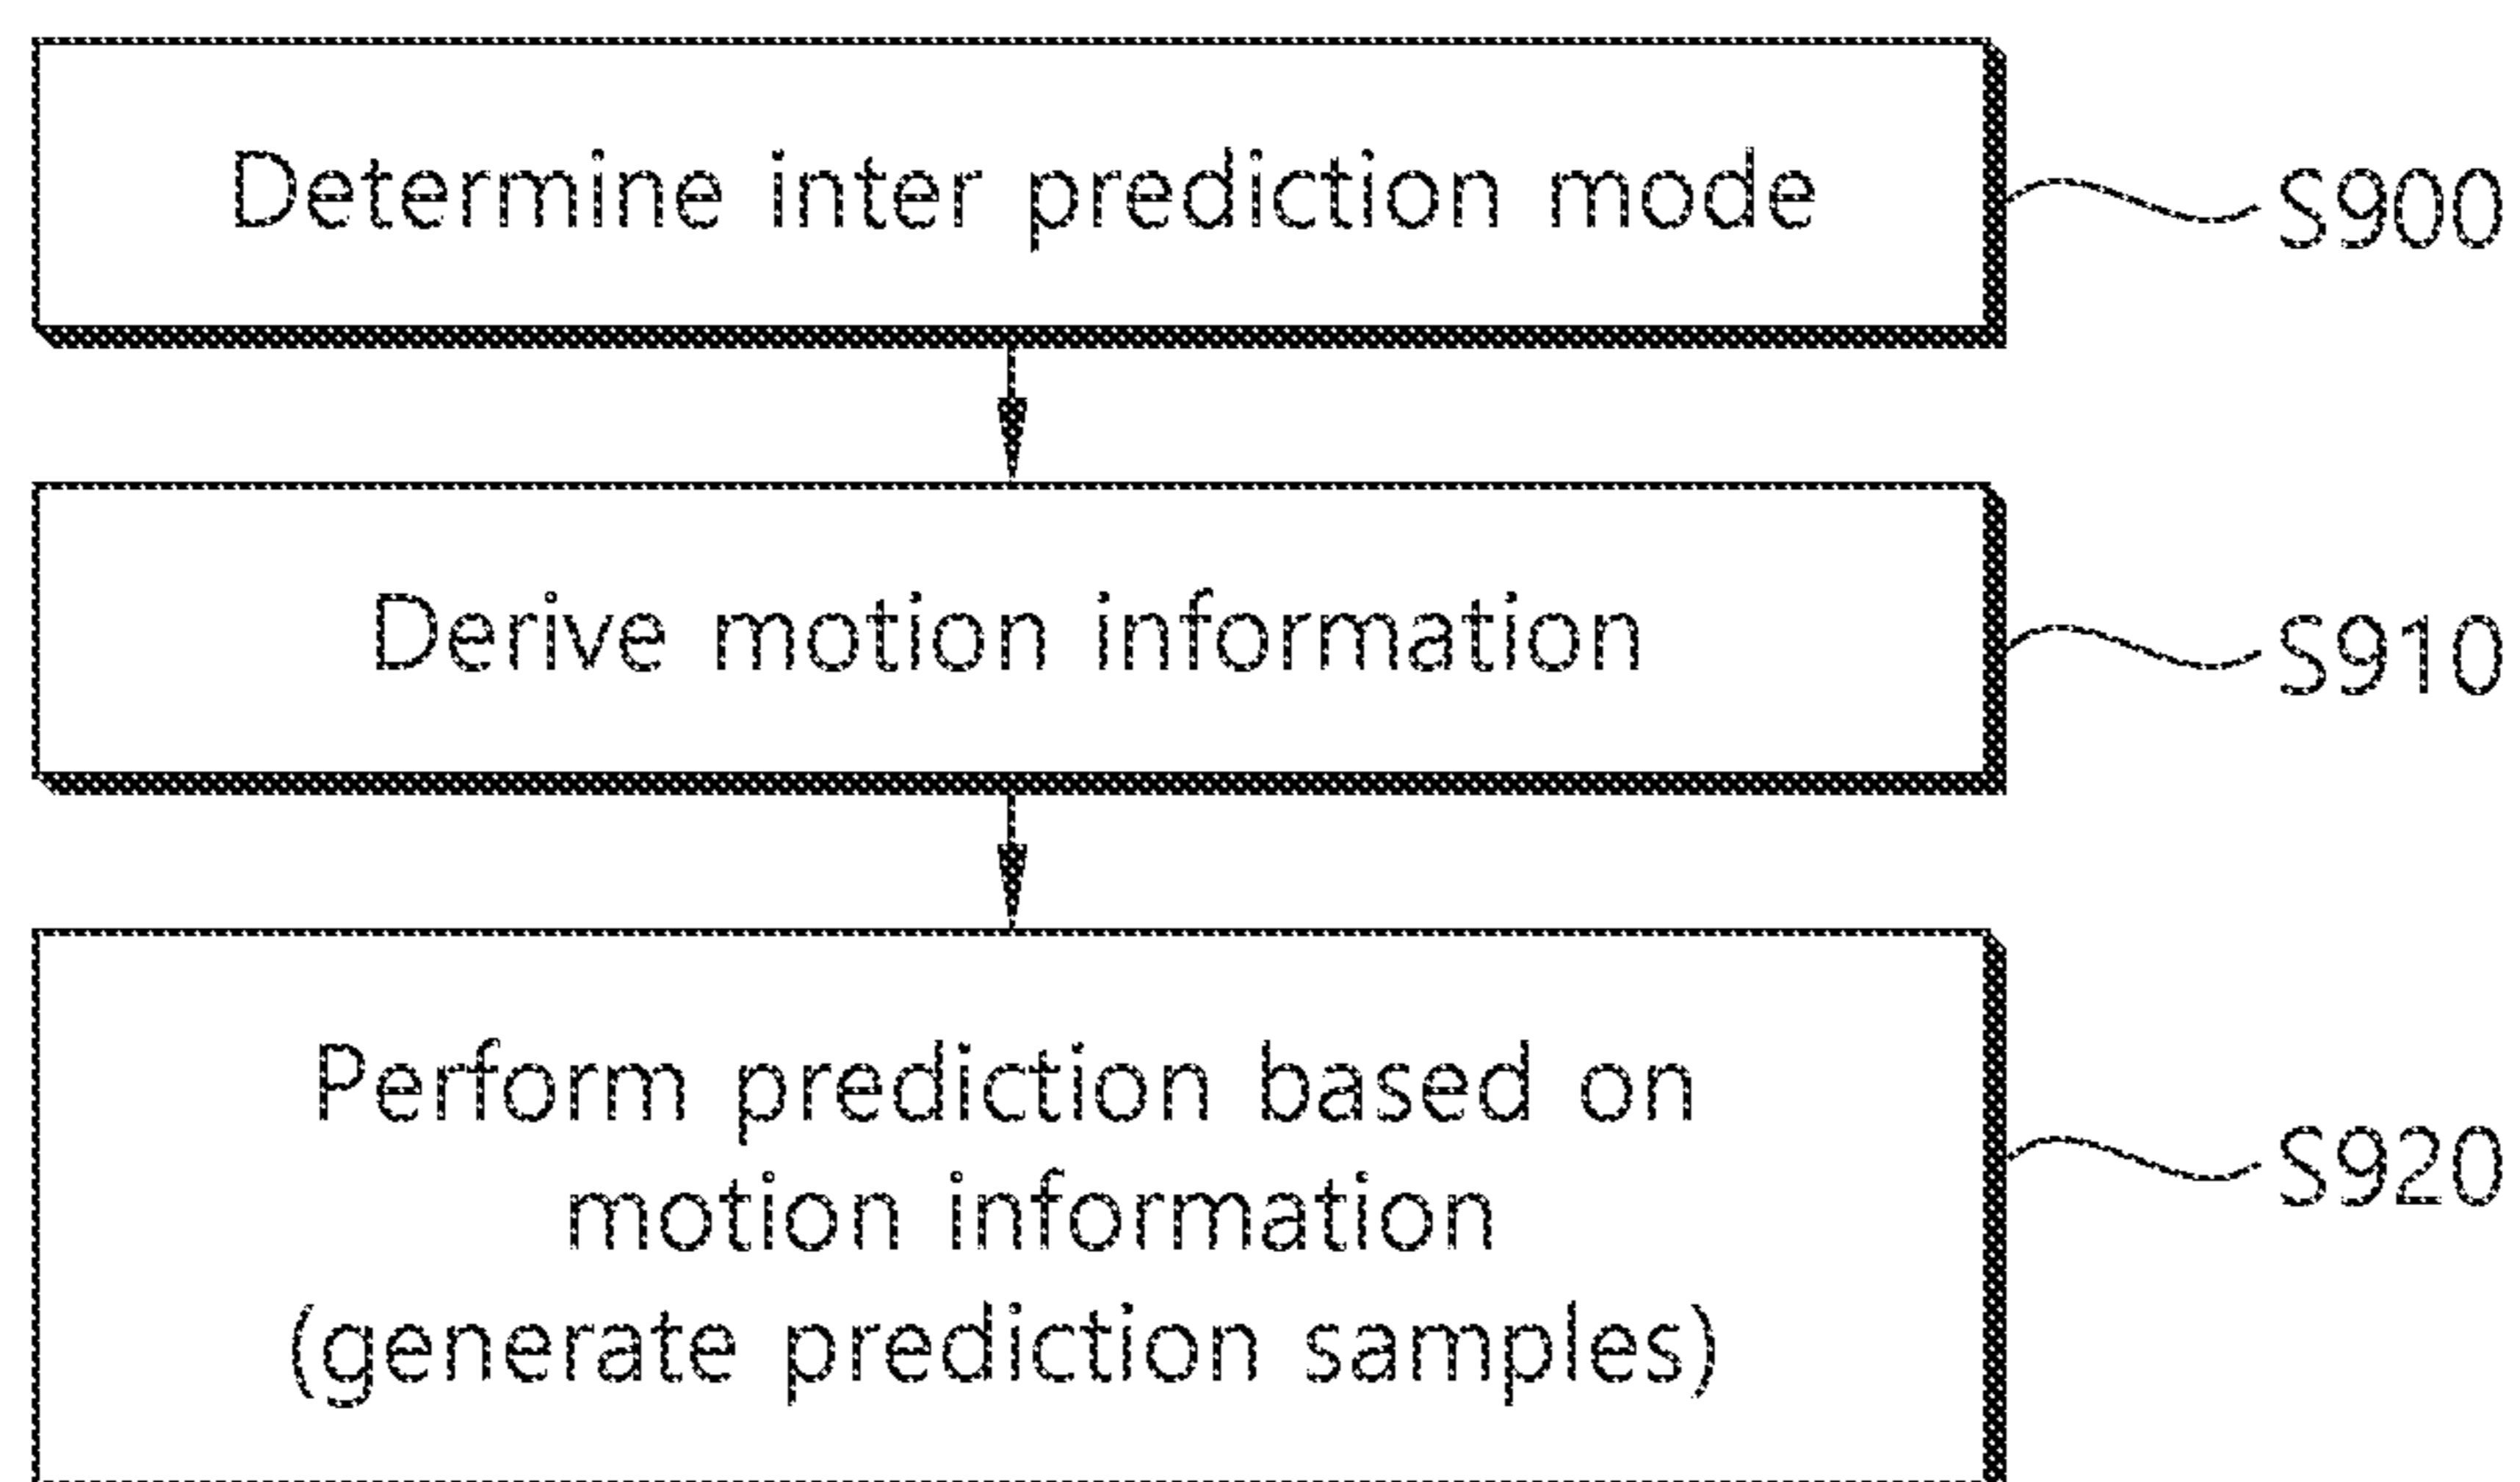 Determine inter prediction mode
S900
Derive motion information
S910
Perform prediction based on
motion information
(generate prediction samples)
S920